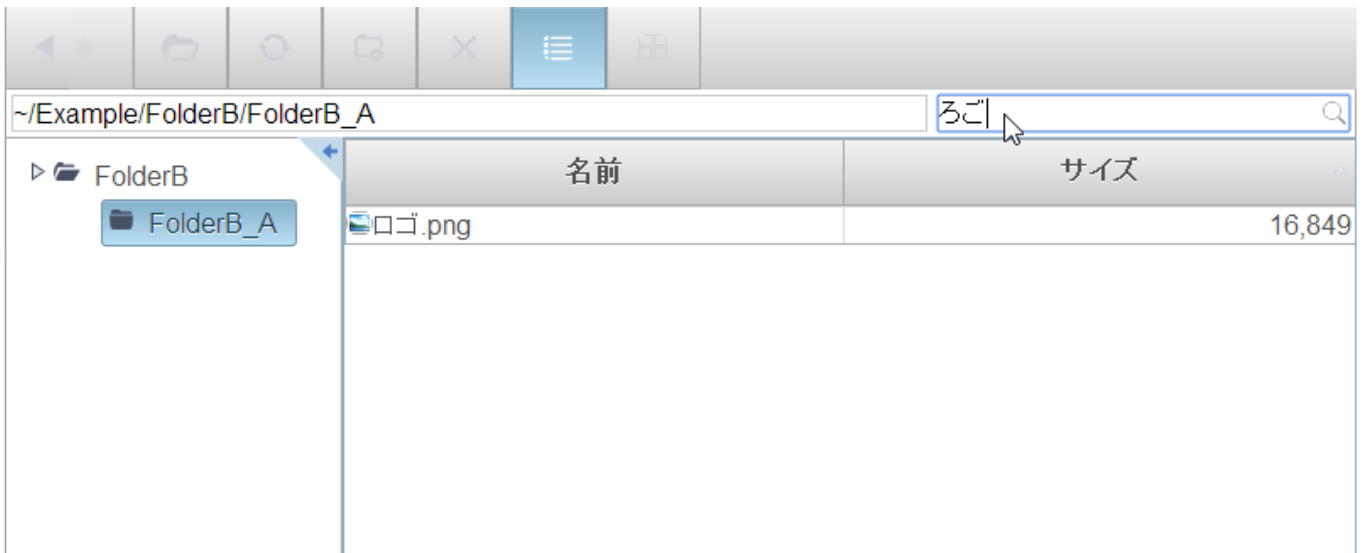 ~/Example/FolderB/FolderB_A
ろご
FolderB
FolderB_A
名前 サイズ
ロゴ.png 16,849